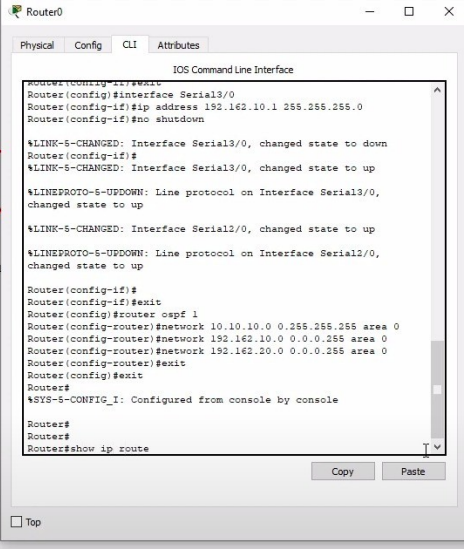 Router0
Physical Config CLI Attributes
IOS Command Line Interface
Router(config-if)#exit
Router(config)#interface Serial3/0
Router(config-if)#ip address 192.162.10.1 255.255.255.0
Router(config-if)#no shutdown
%LINK-5-CHANGED: Interface Serial3/0, changed state to down
Router(config-if)#
%LINK-5-CHANGED: Interface Serial3/0, changed state to up
%LINEPROTO-5-UPDOWN: Line protocol on Interface Serial3/0,
changed state to up
%LINK-5-CHANGED: Interface Serial2/0, changed state to up
%LINEPROTO-5-UPDOWN: Line protocol on Interface Serial2/0,
changed state to up
Router(config-if)#
Router(config-if)#exit
Router(config)#router ospf 1
Router(config-router)#network 10.10.10.0 0.255.255.255 area 0
Router(config-router)#network 192.162.10.0 0.0.0.255 area 0
Router(config-router)#network 192.162.20.0 0.0.0.255 area 0
Router(config-router)#exit
Router(config)#exit
Router#
%SYS-5-CONFIG_I: Configured from console by console
Router#
Router#
Router#show ip route
Copy Paste
Top